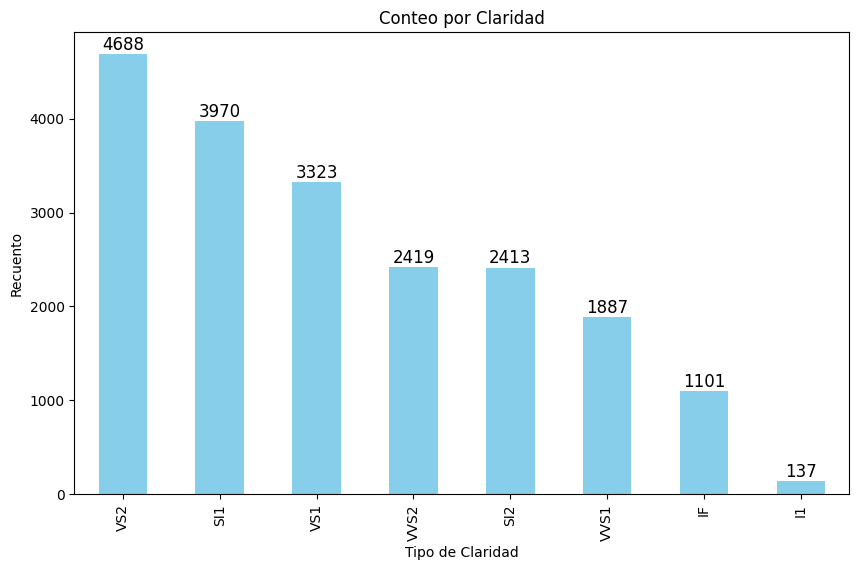 Conteo por Claridad
4688
3970
3323
2419
2413
1887
1101
137
Recuento
4000
3000
2000
1000
0
VS2
SI1
VS1
VVS2
SI2
VVS1
IF
I1
Tipo de Claridad